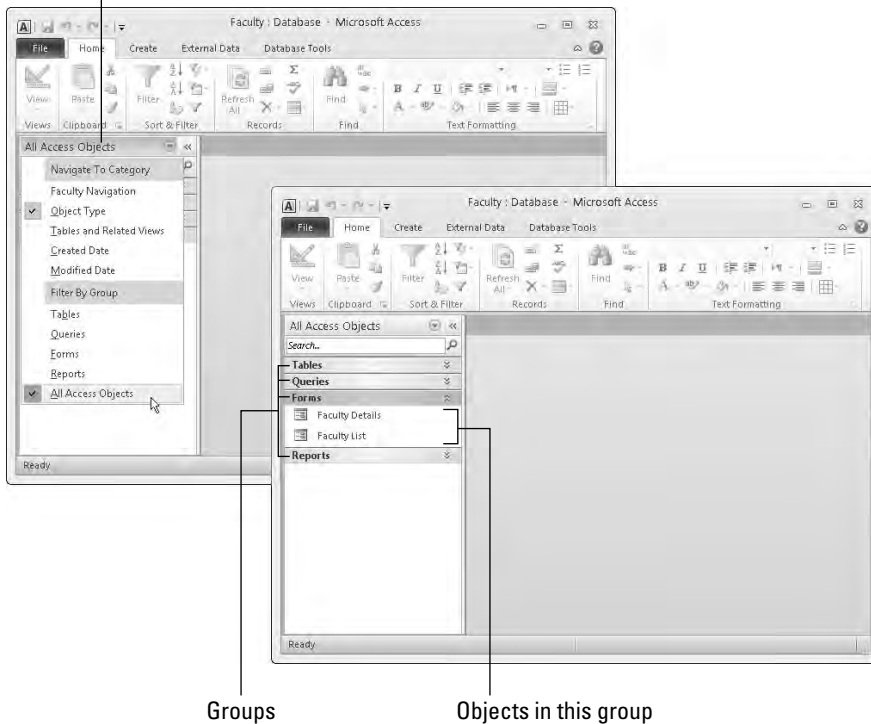 Faculty : Database - Microsoft Access
File Home Create External Data Database Tools
View Paste Filter Refresh All Find
Views Clipboard Sort & Filter Records Find Text Formatting
B I U
A
All Access Objects
Navigate To Category
Faculty Navigation
Object Type
Tables and Related Views
Created Date
Modified Date
Filter By Group
Tables
Queries
Forms
Reports
All Access Objects
Ready
Faculty : Database - Microsoft Access
File Home Create External Data Database Tools
View Paste Filter Refresh All Find
B I U
A
Views Clipboard Sort & Filter Records Find Text Formatting
All Access Objects
Search...
Tables
Queries
Forms
Faculty Details
Faculty List
Reports
Ready
Groups Objects in this group